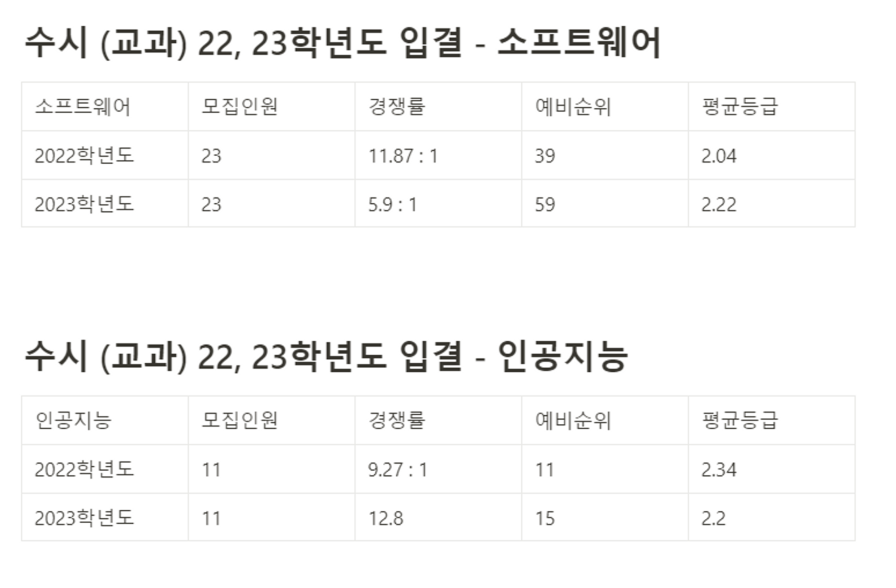 수시 (교과) 22, 23학년도 입결 - 소프트웨어
소프트웨어 모집인원 경쟁률 예비순위 평균등급
2022학년도 23 11.87 : 1 39 2.04
2023학년도 23 5.9 : 1 59 2.22
수시 (교과) 22, 23학년도 입결 - 인공지능
인공지능 모집인원 경쟁률 예비순위 평균등급
2022학년도 11 9.27 : 1 11 2.34
2023학년도 11 12.8 15 2.2